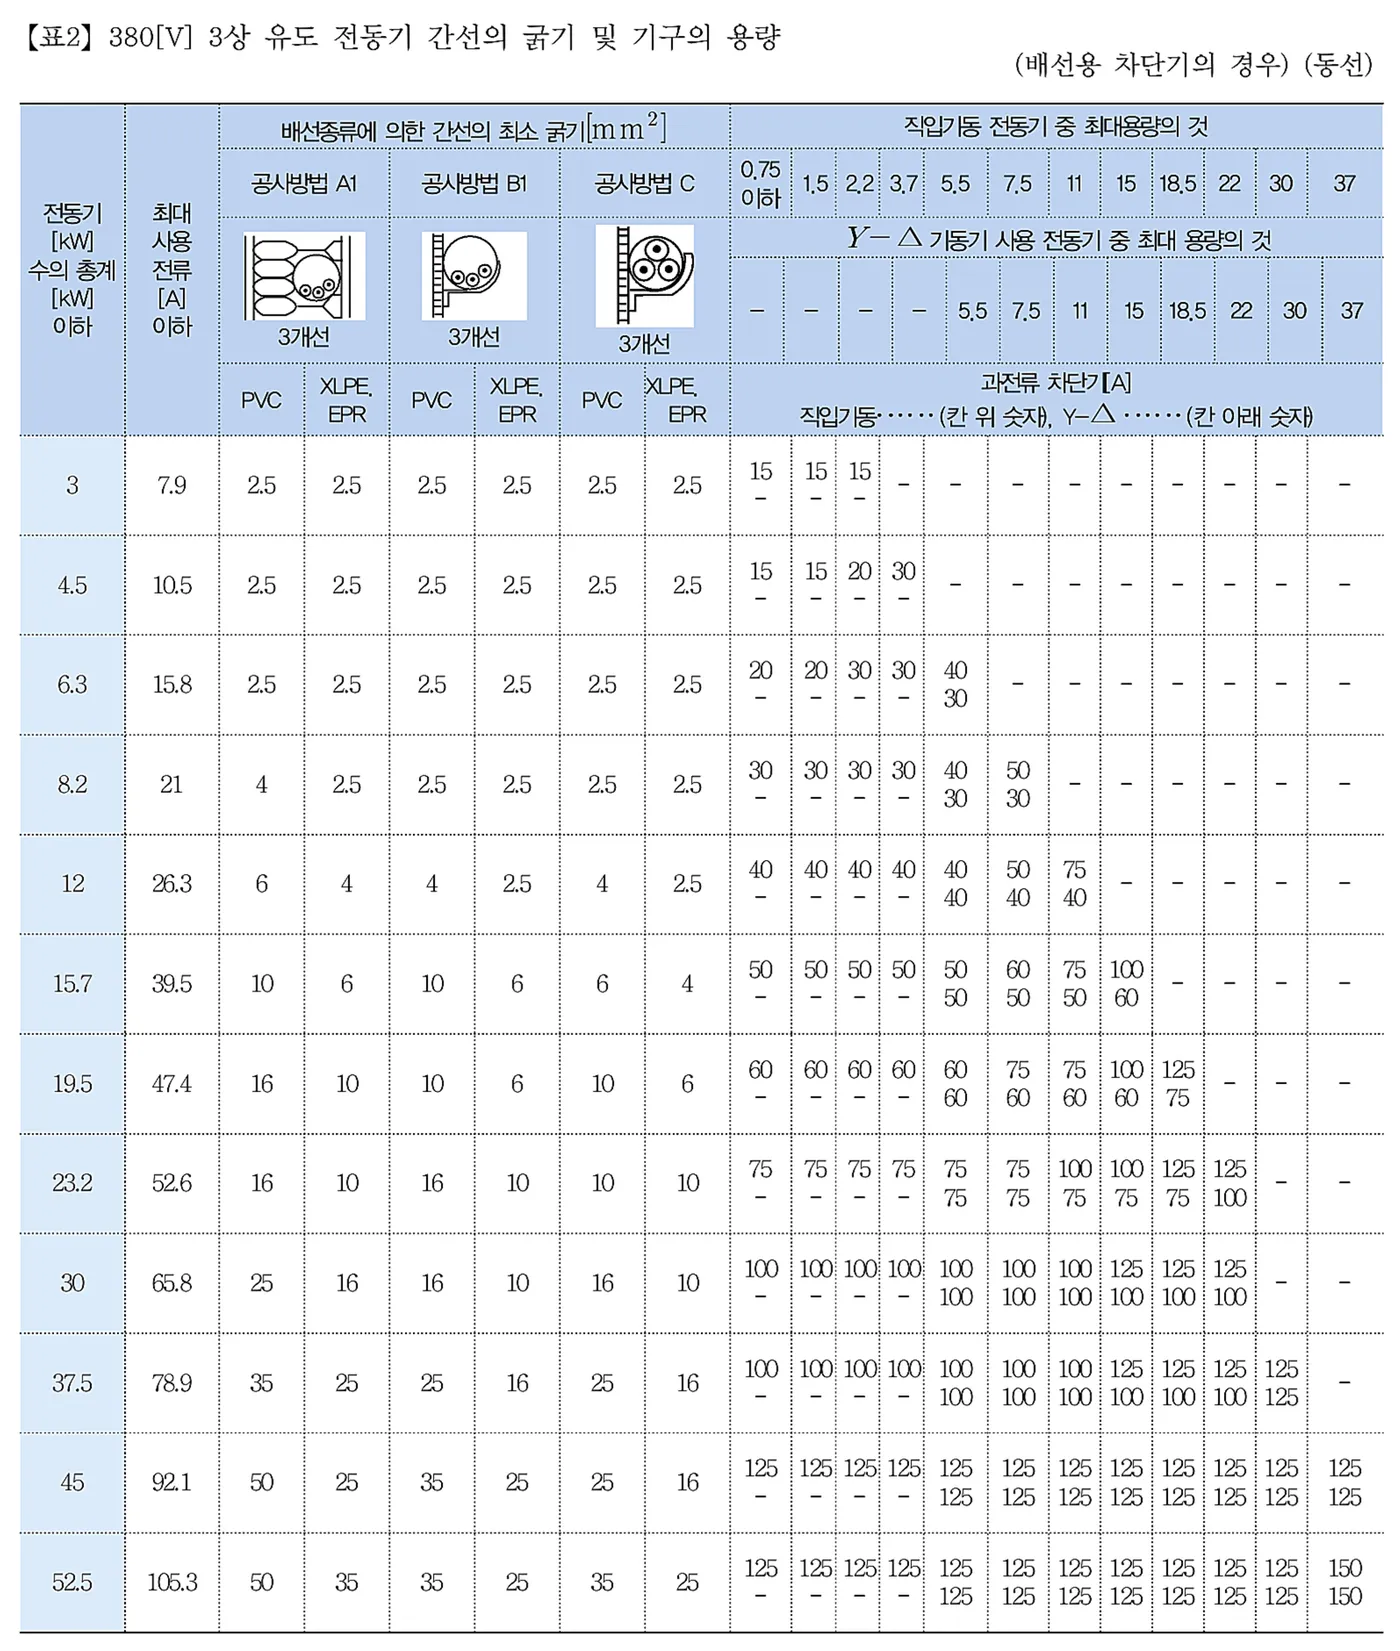 【표2】 380[V] 3상 유도 전동기 간선의 굵기 및 기구의 용량
(배선용 차단기의 경우) (동선)
전동기 [kW] 수의 총계 [kW] 이하
최대 사용 전류 [A] 이하
배선종류에 의한 간선의 최소 굵기[mm²]
직입기동 전동기 중 최대용량의 것
공사방법 A1 공사방법 B1 공사방법 C
0.75 이하 1.5 2.2 3.7 5.5 7.5 11 15 18.5 22 30 37
Y-△ 기동기 사용 전동기 중 최대 용량의 것
3개선 3개선 3개선
- - - - 5.5 7.5 11 15 18.5 22 30 37
PVC XLPE, EPR PVC XLPE, EPR PVC XLPE, EPR
과전류 차단기[A]
직입기동……(칸 위 숫자), Y-△ ……(칸 아래 숫자)
3 7.9 2.5 2.5 2.5 2.5 2.5 2.5
15 15 15 - - - - - - - - -
- - -
4.5 10.5 2.5 2.5 2.5 2.5 2.5 2.5
15 15 20 30 - - - - - - - -
- - - -
6.3 15.8 2.5 2.5 2.5 2.5 2.5 2.5
20 20 30 30 40 - - - - - - -
- - - - 30
8.2 21 4 2.5 2.5 2.5 2.5 2.5
30 30 30 30 40 50 - - - - - -
- - - - 30 30
12 26.3 6 4 4 2.5 4 2.5
40 40 40 40 40 50 75 - - - - -
- - - - 40 40 40
15.7 39.5 10 6 10 6 6 4
50 50 50 50 50 60 75 100 - - - -
- - - - 50 50 50 60
19.5 47.4 16 10 10 6 10 6
60 60 60 60 60 75 75 100 125 - - -
- - - - 60 60 60 60 75
23.2 52.6 16 10 16 10 10 10
75 75 75 75 75 75 100 100 125 125 - -
- - - - 75 75 75 75 75 100
30 65.8 25 16 16 10 16 10
100 100 100 100 100 100 100 125 125 125 - -
- - - - 100 100 100 100 100 100
37.5 78.9 35 25 25 16 25 16
100 100 100 100 100 100 100 125 125 125 125 -
- - - - 100 100 100 100 100 100 125
45 92.1 50 25 35 25 25 16
125 125 125 125 125 125 125 125 125 125 125 125
- - - - 125 125 125 125 125 125 125 125
52.5 105.3 50 35 35 25 35 25
125 125 125 125 125 125 125 125 125 125 125 150
- - - - 125 125 125 125 125 125 125 150